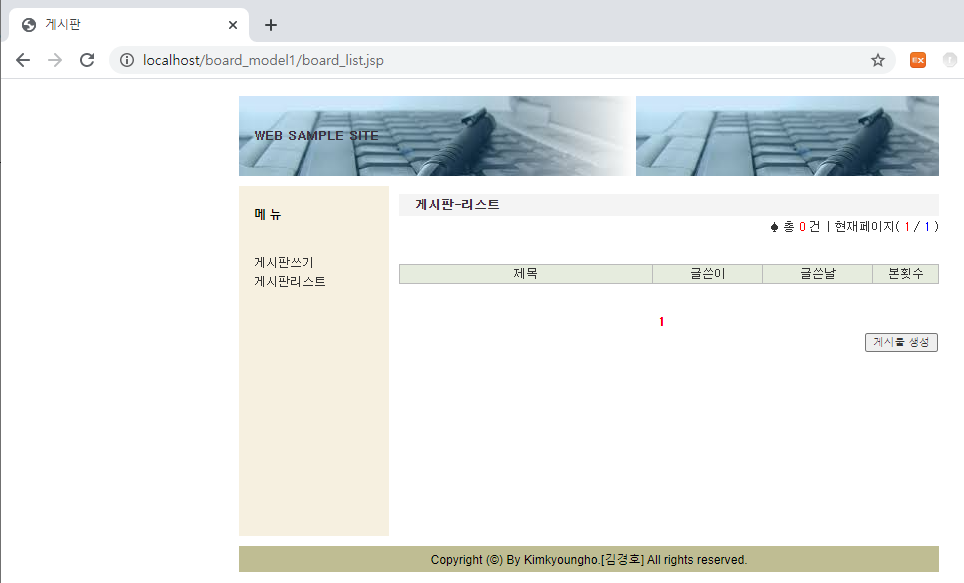 게시판
localhost/board_model1/board_list.jsp
EX
WEB SAMPLE SITE
메 뉴
게시판쓰기
게시판리스트
게시판-리스트
♠ 총 0 건 | 현재페이지( 1 / 1 )
제목 글쓴이 글쓴날 본횟수
1
게시물 생성
Copyright (©) By Kimkyoungho.[김경호] All rights reserved.